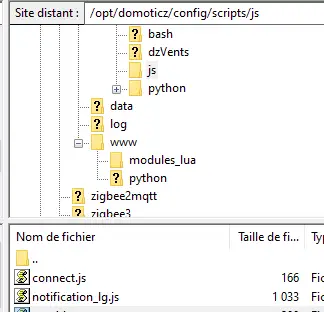 Site distant : /opt/domoticz/config/scripts/js
bash
dzVents
js
python
data
log
www
modules_lua
python
zigbee2mqtt
zigbee3
Nom de fichier Taille de fi... Ty
..
connect.js 166 Fic
notification_lg.js 1 033 Fic